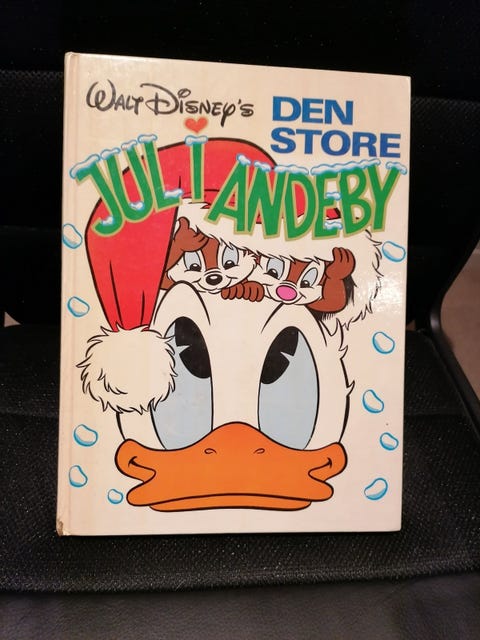 WALT DISNEY'S
DEN
STORE
JUL i ANDEBY